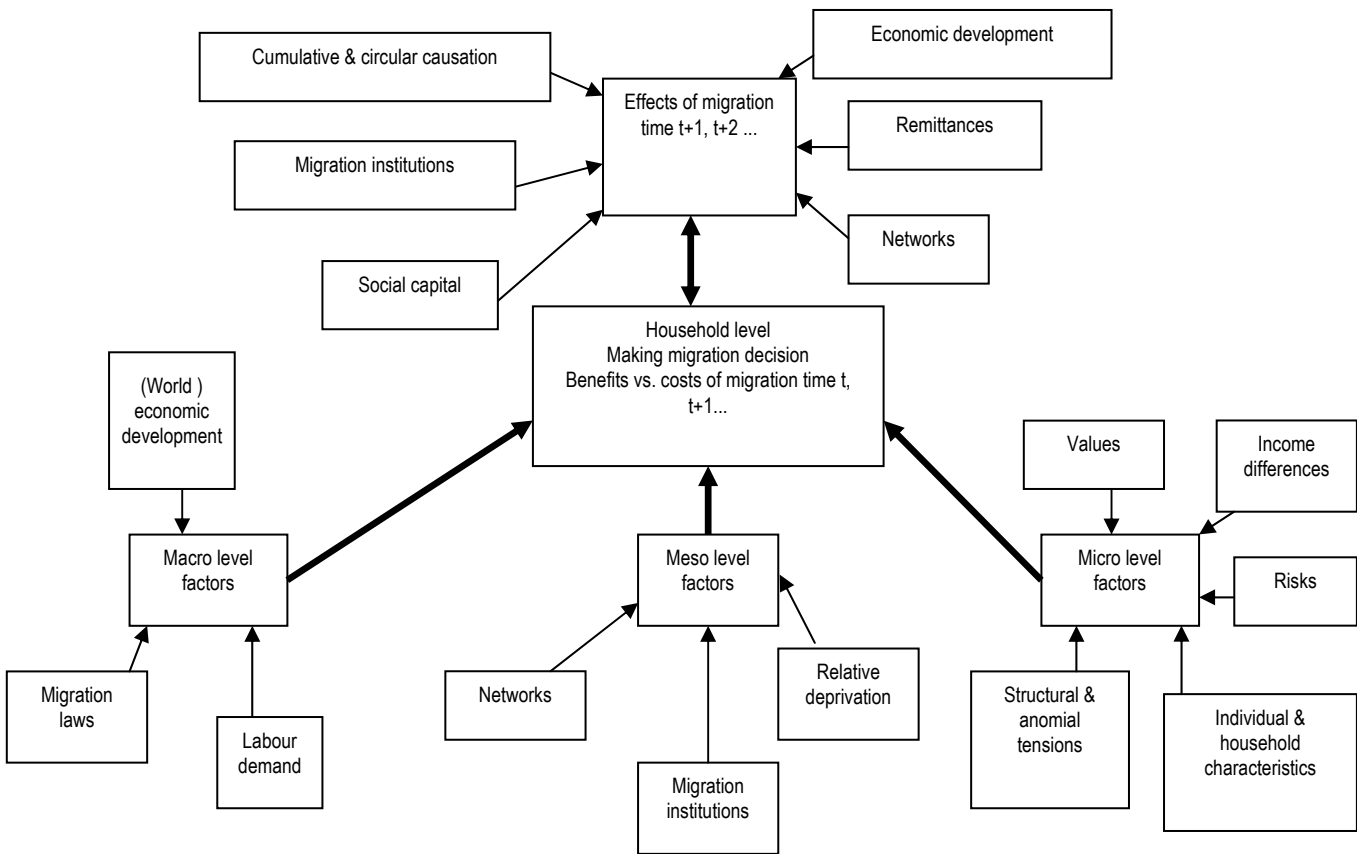 Economic development
Cumulative & circular causation
Effects of migration
time t+1, t+2 ...
Remittances
Migration institutions
Networks
Social capital
Household level
Making migration decision
Benefits vs. costs of migration time t,
t+1...
(World )
economic
development
Values
Income
differences
Macro level
factors
Meso level
factors
Micro level
factors
Risks
Migration
laws
Labour
demand
Networks
Relative
deprivation
Migration
institutions
Structural &
anomial
tensions
Individual &
household
characteristics